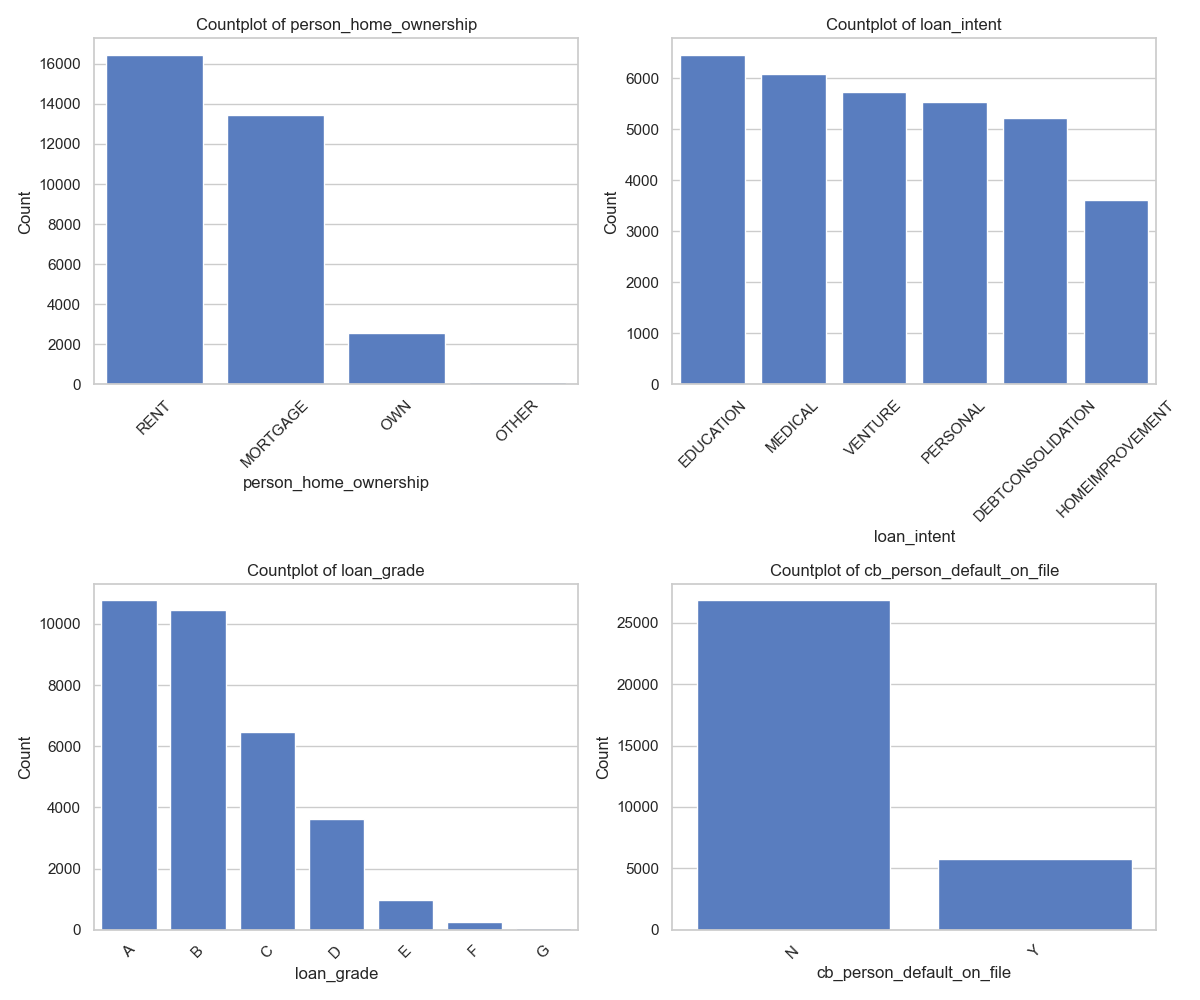 Countplot of person_home_ownership
Count
16000
14000
12000
10000
8000
6000
4000
2000
0
RENT
MORTGAGE
OWN
OTHER
person_home_ownership
Countplot of loan_intent
Count
6000
5000
4000
3000
2000
1000
0
EDUCATION
MEDICAL
VENTURE
PERSONAL
DEBTCONSOLIDATION
HOMEIMPROVEMENT
loan_intent
Countplot of loan_grade
Count
10000
8000
6000
4000
2000
0
A
B
C
D
E
F
G
loan_grade
Countplot of cb_person_default_on_file
Count
25000
20000
15000
10000
5000
0
N
Y
cb_person_default_on_file